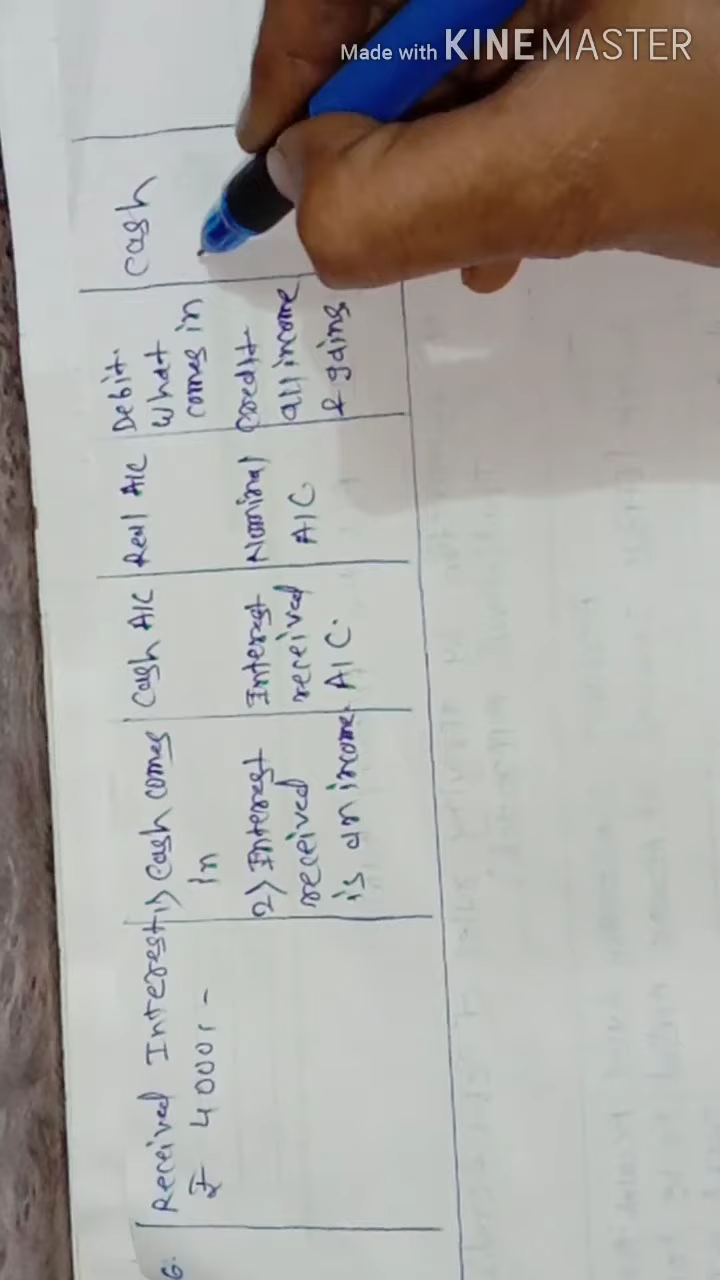 Made with KINEMASTER
6.
Received Interest
₹ 4000/-
1) Cash comes
in
2) Interest
received
is an income.
Cash A/C
Interest
received
A/C.
Real A/C
Nominal
A/C.
Debit.
What
comes in
Credit
all income
& gains
Cash